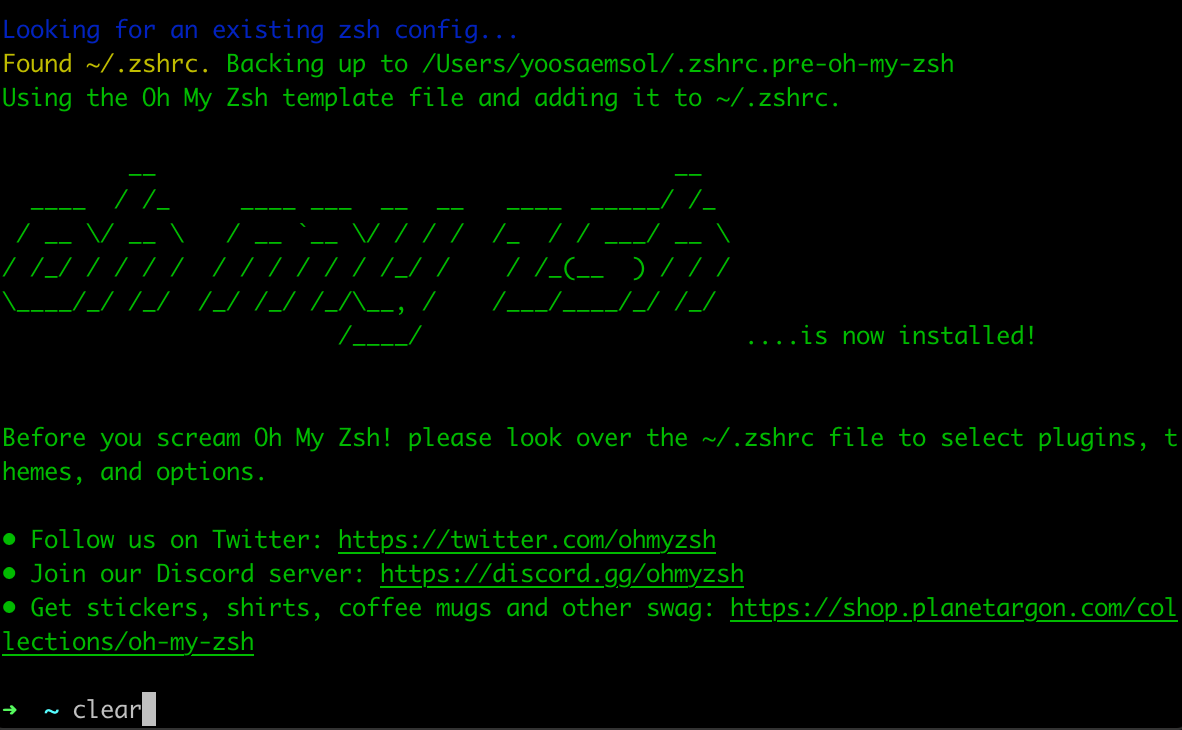 Looking for an existing zsh config...
Found ~/.zshrc. Backing up to /Users/yoosaemsol/.zshrc.pre-oh-my-zsh
Using the Oh My Zsh template file and adding it to ~/.zshrc.
         __                                     __
  ____  / /_     ____ ___  __  __   ____  _____/ /_
 / __ \/ __ \   / __ `__ \/ / / /  /_  / / ___/ __ \
/ /_/ / / / /  / / / / / / /_/ /    / /_(__  ) / / /
\____/_/ /_/  /_/ /_/ /_/\__, /    /___/____/_/ /_/
                        /____/                       ....is now installed!
Before you scream Oh My Zsh! please look over the ~/.zshrc file to select plugins, t
hemes, and options.
● Follow us on Twitter: https://twitter.com/ohmyzsh
● Join our Discord server: https://discord.gg/ohmyzsh
● Get stickers, shirts, coffee mugs and other swag: https://shop.planetargon.com/col
lections/oh-my-zsh
➜  ~ clear